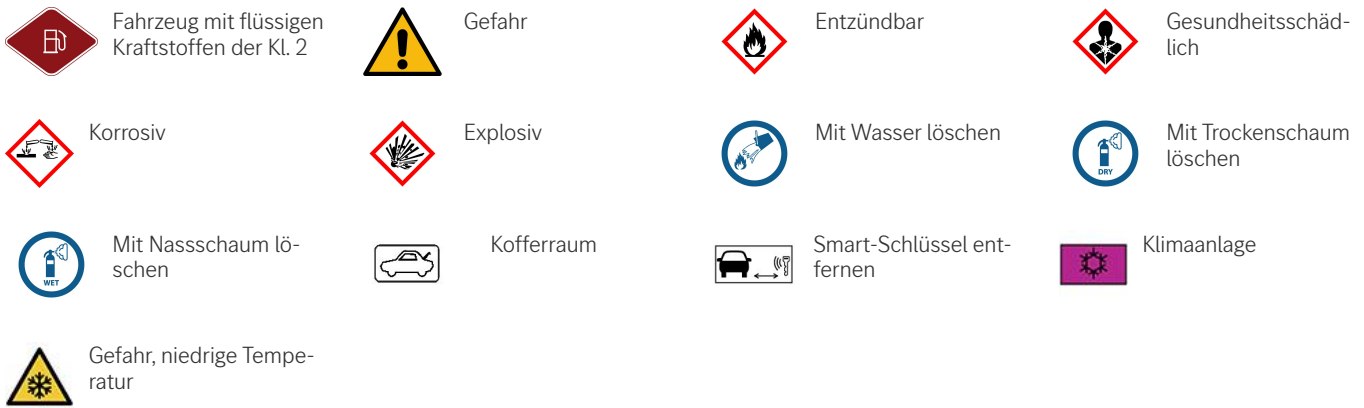 Fahrzeug mit flüssigen
Kraftstoffen der Kl. 2
Gefahr
Entzündbar
Gesundheitsschäd-
lich
Korrosiv
Explosiv
Mit Wasser löschen
DRY
Mit Trockenschaum
löschen
WET
Mit Nassschaum lö-
schen
Kofferraum
Smart-Schlüssel ent-
fernen
Klimaanlage
Gefahr, niedrige Tempe-
ratur